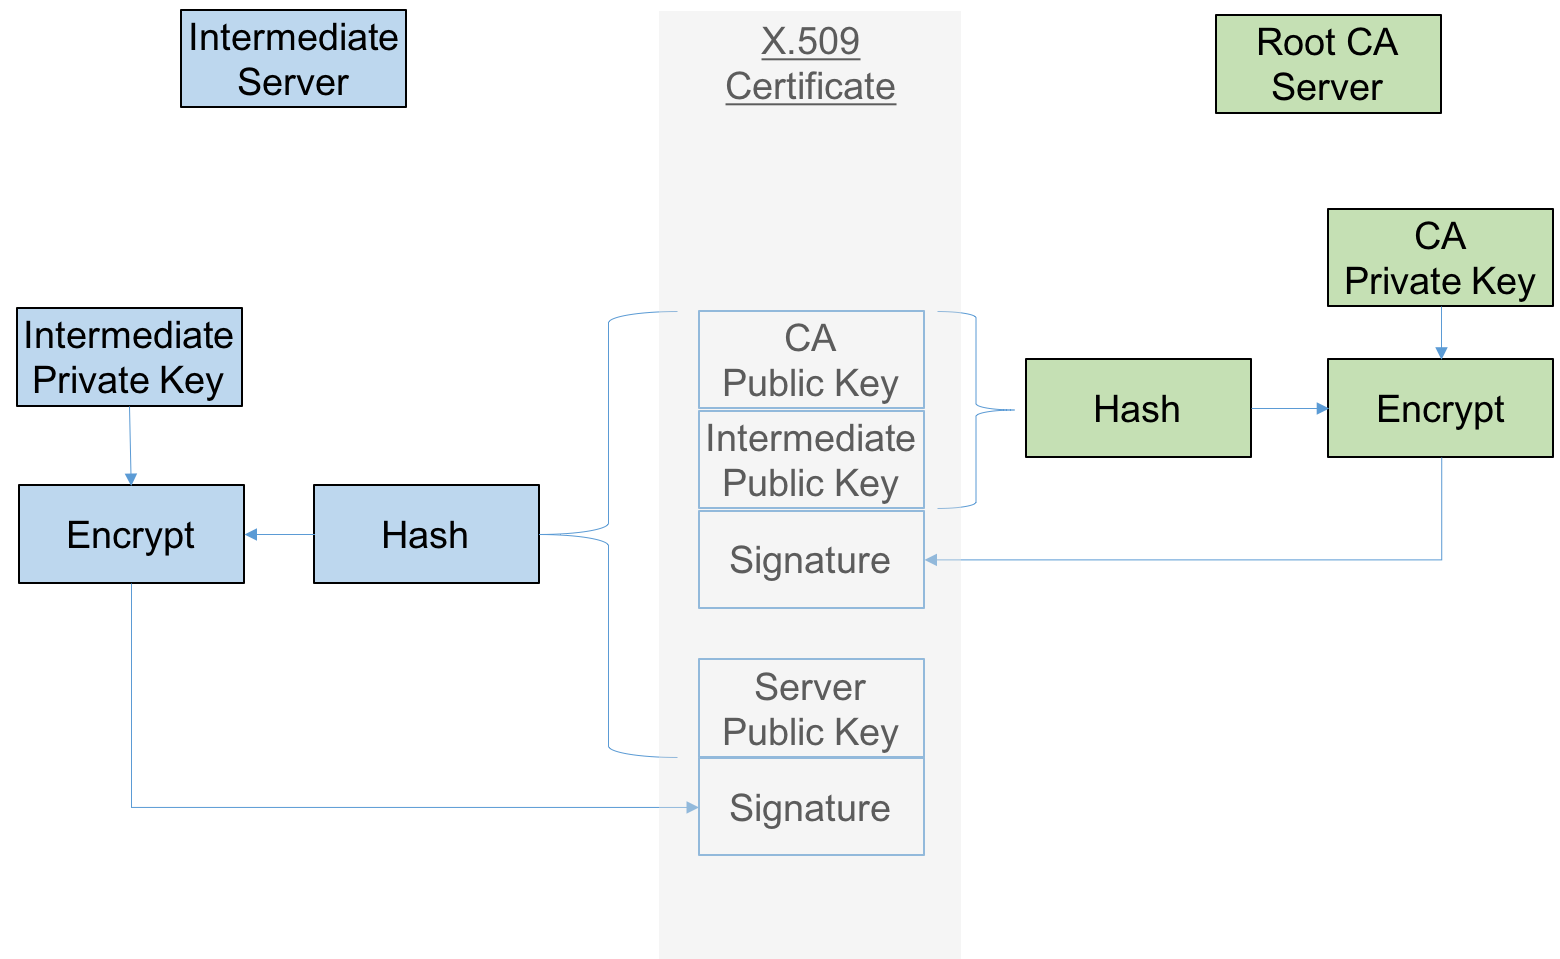 Intermediate
Server
X.509
Certificate
Root CA
Server
CA
Private Key
Intermediate
Private Key
CA
Public Key
Hash
Encrypt
Intermediate
Public Key
Encrypt
Hash
Signature
Server
Public Key
Signature